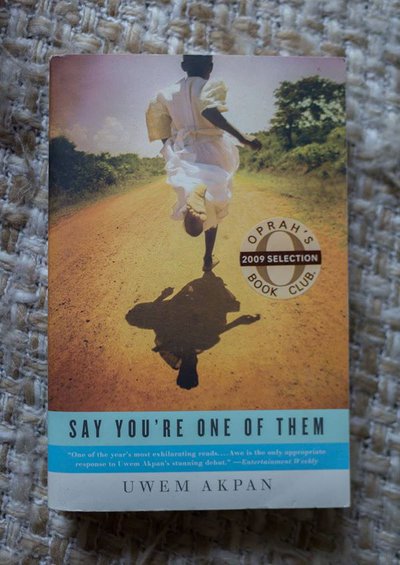 OPRAH'S
2009 SELECTION
BOOK CLUB.
SAY YOU'RE ONE OF THEM
"One of the year's most exhilarating reads.... Awe is the only appropriate
response to Uwem Akpan's stunning debut." —Entertainment Weekly
UWEM AKPAN